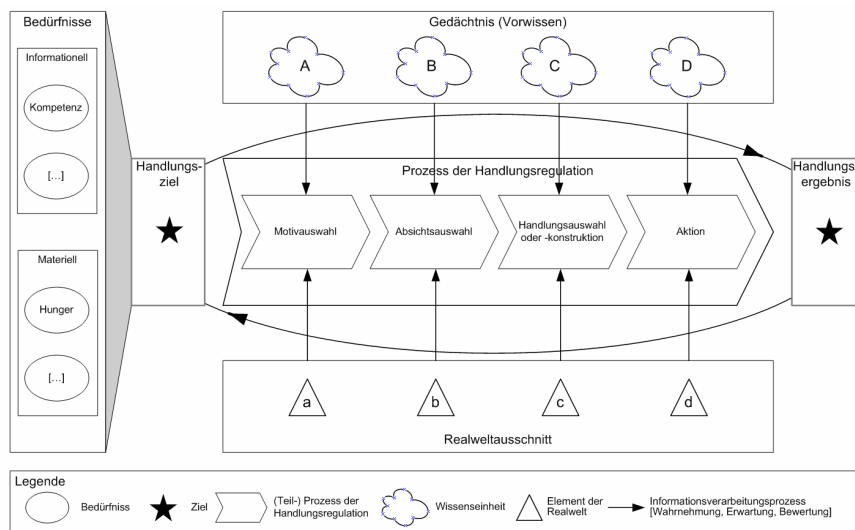 Bedürfnisse
Informationell
Kompetenz
[...]
Materiell
Hunger
[...]
Gedächtnis (Vorwissen)
A
B
C
D
Handlungs-
ziel
Prozess der Handlungsregulation
Motivauswahl
Absichtsauswahl
Handlungsauswahl
oder -konstruktion
Aktion
Handlungs
ergebnis
a
b
c
d
Realweltausschnitt
Legende
Bedürfniss
Ziel
(Teil-) Prozess der
Handlungsregulation
Wissenseinheit
Element der
Realwelt
Informationsverarbeitungsprozess
[Wahrnehmung, Erwartung, Bewertung]